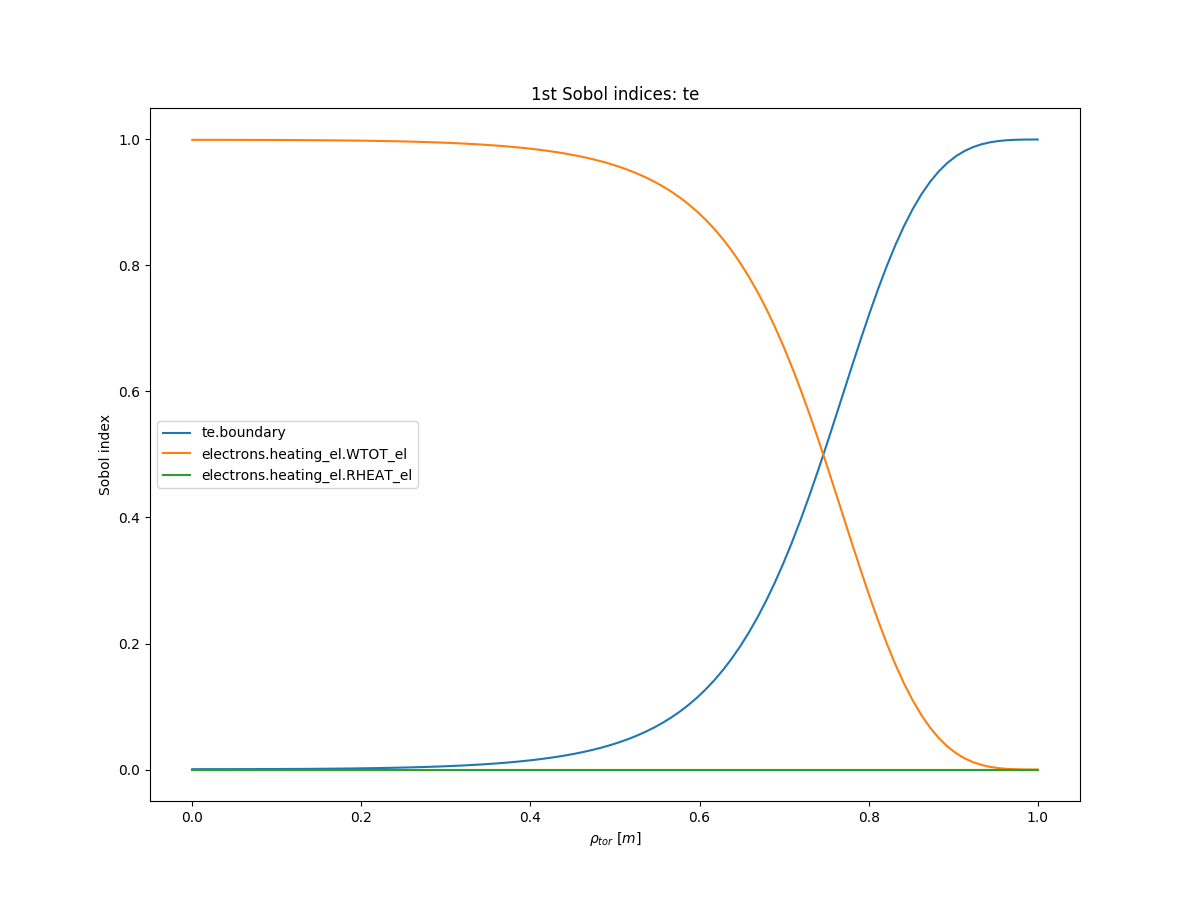 1st Sobol indices: te
Sobol index
1.0
0.8
0.6
0.4
0.2
0.0
te.boundary
electrons.heating_el.WTOT_el
electrons.heating_el.RHEAT_el
0.0 0.2 0.4 0.6 0.8 1.0
ρ_tor [m]